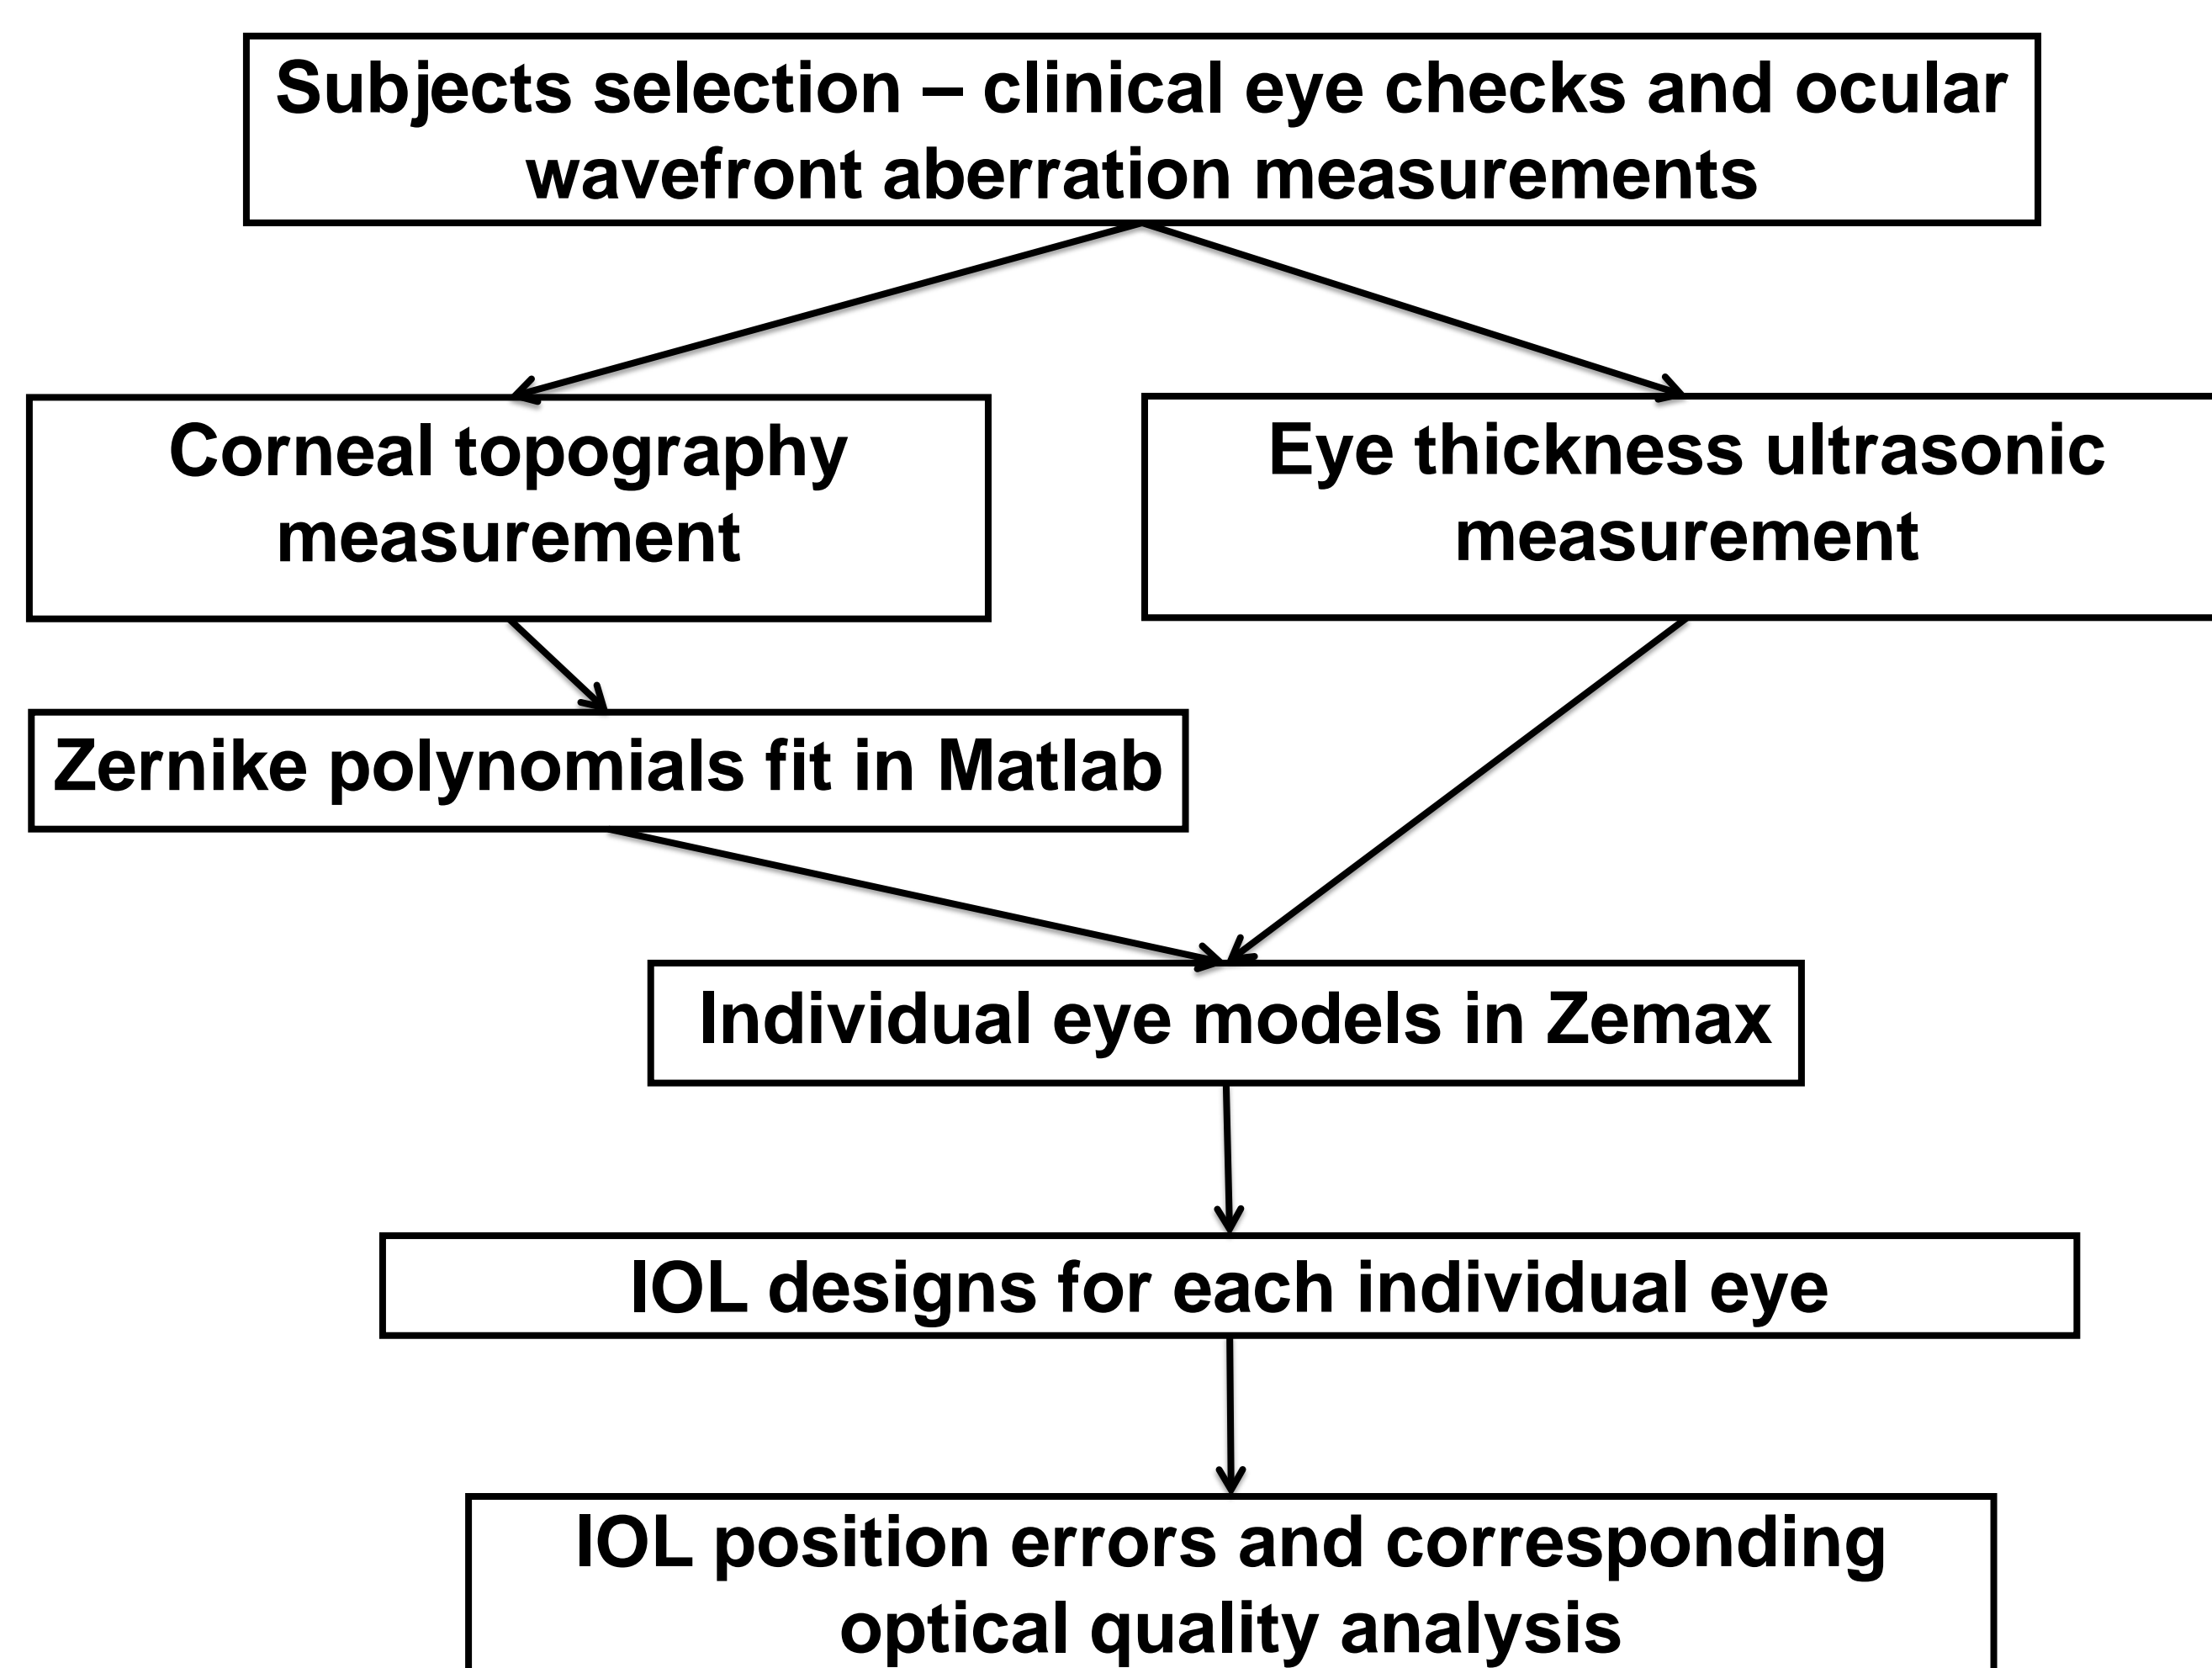 Subjects selection – clinical eye checks and ocular
wavefront aberration measurements
Corneal topography
measurement
Eye thickness ultrasonic
measurement
Zernike polynomials fit in Matlab
Individual eye models in Zemax
IOL designs for each individual eye
IOL position errors and corresponding
optical quality analysis